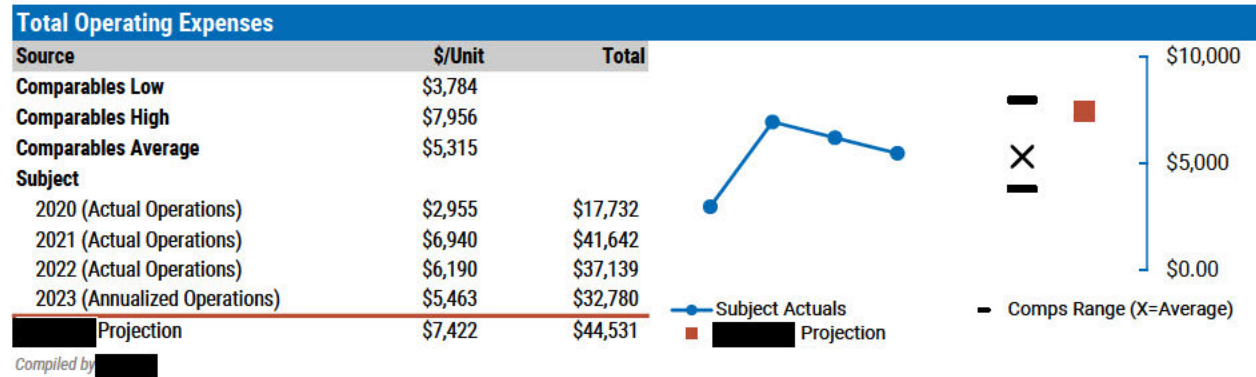 Total Operating Expenses
Source $/Unit Total
Comparables Low $3,784
Comparables High $7,956
Comparables Average $5,315
Subject
2020 (Actual Operations) $2,955 $17,732
2021 (Actual Operations) $6,940 $41,642
2022 (Actual Operations) $6,190 $37,139
2023 (Annualized Operations) $5,463 $32,780
Projection $7,422 $44,531
Compiled by
$10,000
$5,000
$0.00
Subject Actuals
Comps Range (X=Average)
Projection